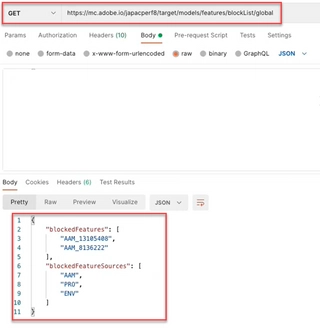 GET https://mc.adobe.io/japacperf8/target/models/features/blockList/global
Params Authorization Headers (10) Body Pre-request Script Tests Settings
none form-data x-www-form-urlencoded raw binary GraphQL JSON
Body Cookies Headers (6) Test Results
Pretty Raw Preview Visualize JSON
1 {
2 "blockedFeatures": [
3 "AAM_13105408",
4 "AAM_8136222"
5 ],
6 "blockedFeatureSources": [
7 "AAM",
8 "PRO",
9 "ENV"
10 ]
11 }